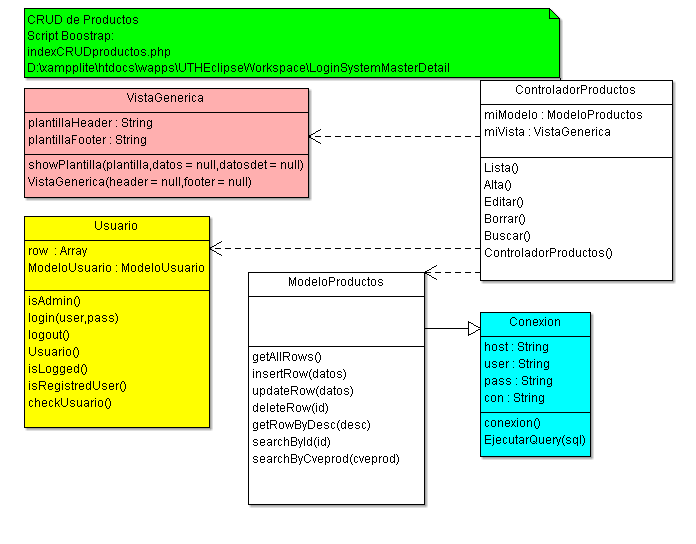 CRUD de Productos
Script Boostrap:
indexCRUDproductos.php
D:\xampplite\htdocs\wapps\UTHEclipseWorkspace\LoginSystemMasterDetail
VistaGenerica
plantillaHeader : String
plantillaFooter : String
showPlantilla(plantilla,datos = null,datosdet = null)
VistaGenerica(header = null,footer = null)
ControladorProductos
miModelo : ModeloProductos
miVista : VistaGenerica
Lista()
Alta()
Editar()
Borrar()
Buscar()
ControladorProductos()
Usuario
row : Array
ModeloUsuario : ModeloUsuario
isAdmin()
login(user,pass)
logout()
Usuario()
isLogged()
isRegistredUser()
checkUsuario()
ModeloProductos
getAllRows()
insertRow(datos)
updateRow(datos)
deleteRow(id)
getRowByDesc(desc)
searchById(id)
searchByCveprod(cveprod)
Conexion
host : String
user : String
pass : String
con : String
conexion()
EjecutarQuery(sql)